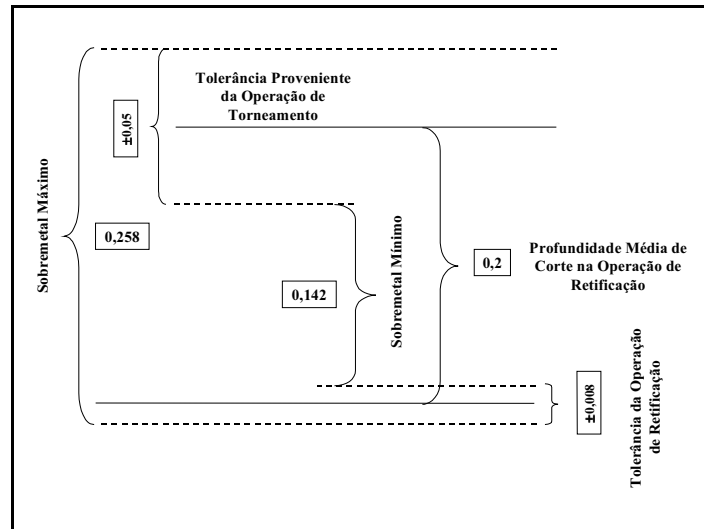 Tolerância Proveniente
da Operação de
Torneamento
±0,05
Sobremetal Máximo
0,258
0,142
Sobremetal Mínimo
0,2
Profundidade Média de
Corte na Operação de
Retificação
±0,008
Tolerância da Operação
de Retificação